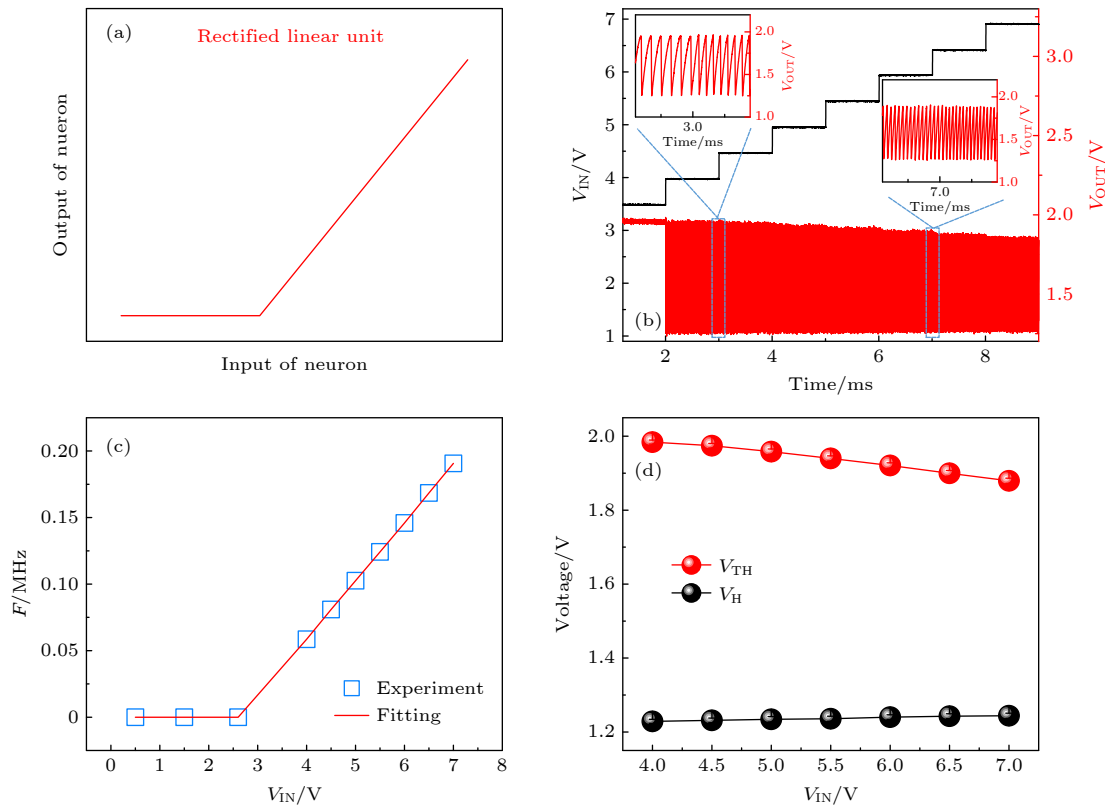 (a)
Rectified linear unit
Output of nueron
Input of neuron
(b)
7
6
5
4
3
2
1
V_IN/V
2
4
6
8
Time/ms
3.0
2.5
2.0
1.5
V_OUT/V
2.0
1.5
1.0
V_OUT/V
3.0
Time/ms
2.0
1.5
1.0
V_OUT/V
7.0
Time/ms
(c)
0.20
0.15
0.10
0.05
0
F/MHz
Experiment
Fitting
0
1
2
3
4
5
6
7
8
V_IN/V
(d)
2.0
1.8
1.6
1.4
1.2
Voltage/V
V_TH
V_H
4.0
4.5
5.0
5.5
6.0
6.5
7.0
V_IN/V